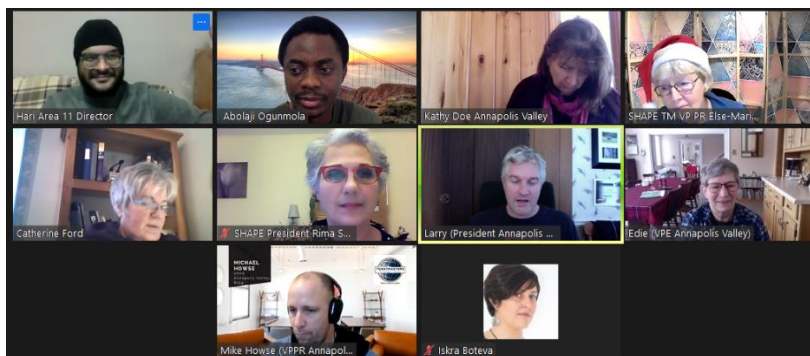 Hari Area 11 Director
Abolaji Ogunmola
Kathy Doe Annapolis Valley
SHAPE TM VP PR Else-Mari...
Catherine Ford
SHAPE President Rima S...
Larry (President Annapolis ...
Edie (VPE Annapolis Valley)
MICHAEL
HOWSE
TOASTMASTERS
Mike Howse (VPPR Annapol...
Iskra Boteva